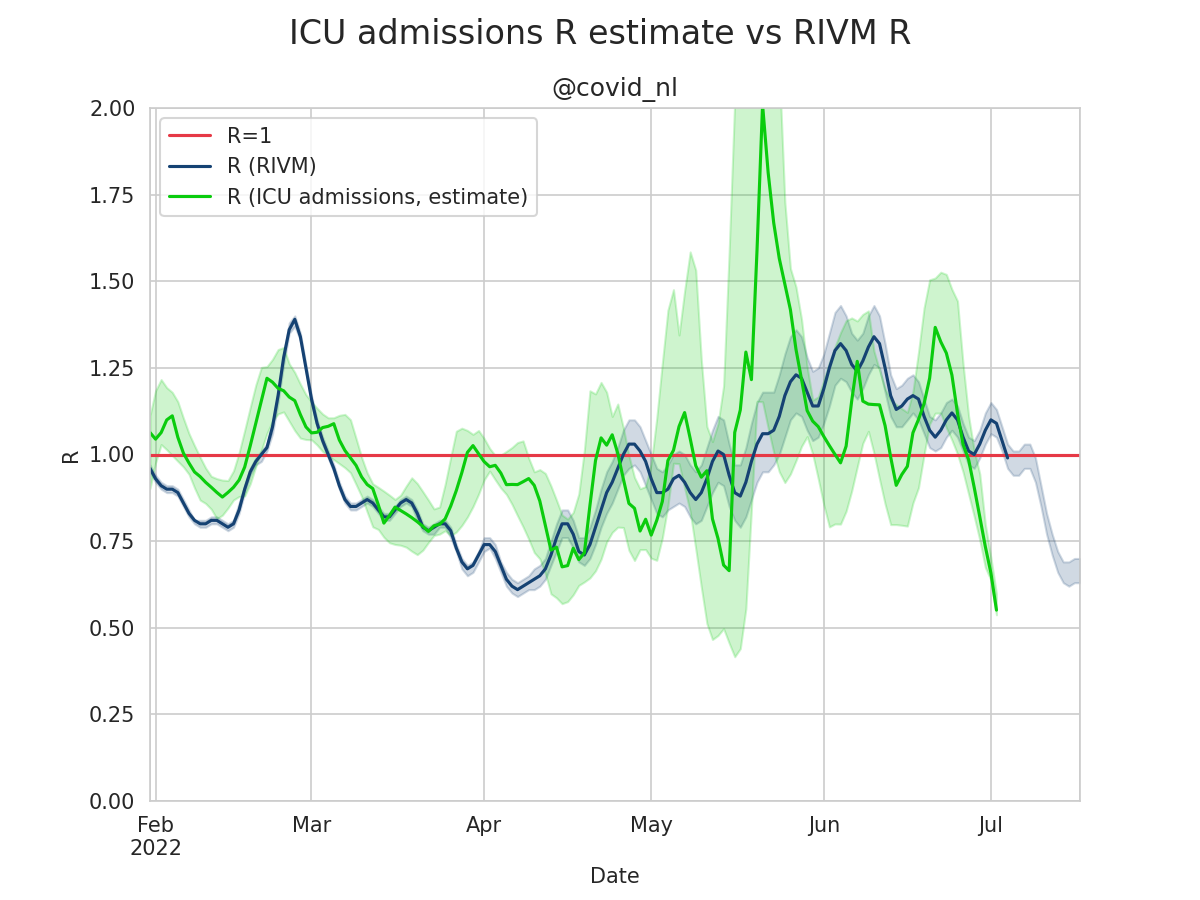 ICU admissions R estimate vs RIVM R
@covid_nl
R=1
R (RIVM)
R (ICU admissions, estimate)
2.00
1.75
1.50
1.25
1.00
0.75
0.50
0.25
0.00
R
Feb
2022
Mar
Apr
May
Jun
Jul
Date